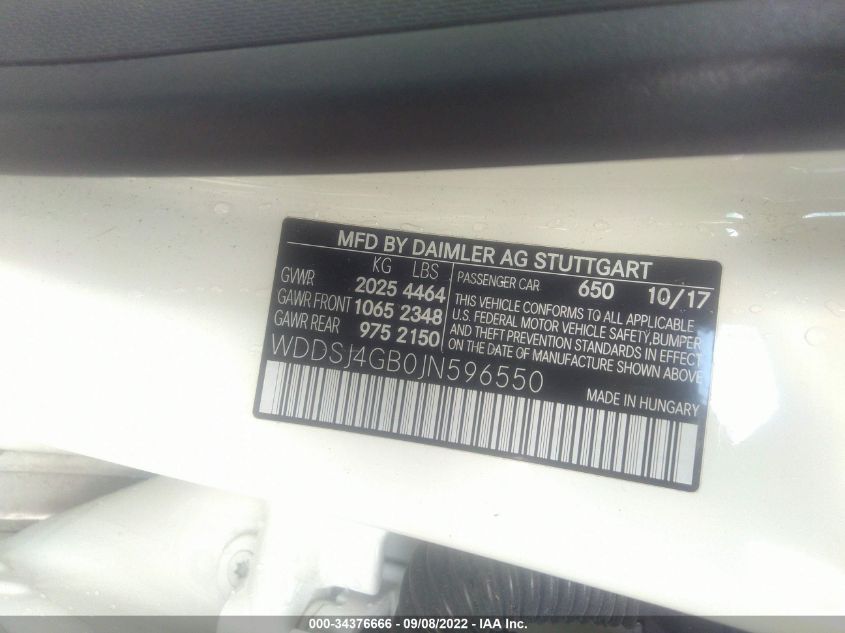 MFD BY DAIMLER AG STUTTGART
KG LBS
GVWR 2025 4464
GAWR FRONT 1065 2348
GAWR REAR 975 2150
PASSENGER CAR 650 10/17
THIS VEHICLE CONFORMS TO ALL APPLICABLE
U.S. FEDERAL MOTOR VEHICLE SAFETY, BUMPER
AND THEFT PREVENTION STANDARDS IN EFFECT
ON THE DATE OF MANUFACTURE SHOWN ABOVE
WDDSJ4GB0JN596550
MADE IN HUNGARY
000-34376666 - 09/08/2022 - IAA Inc.